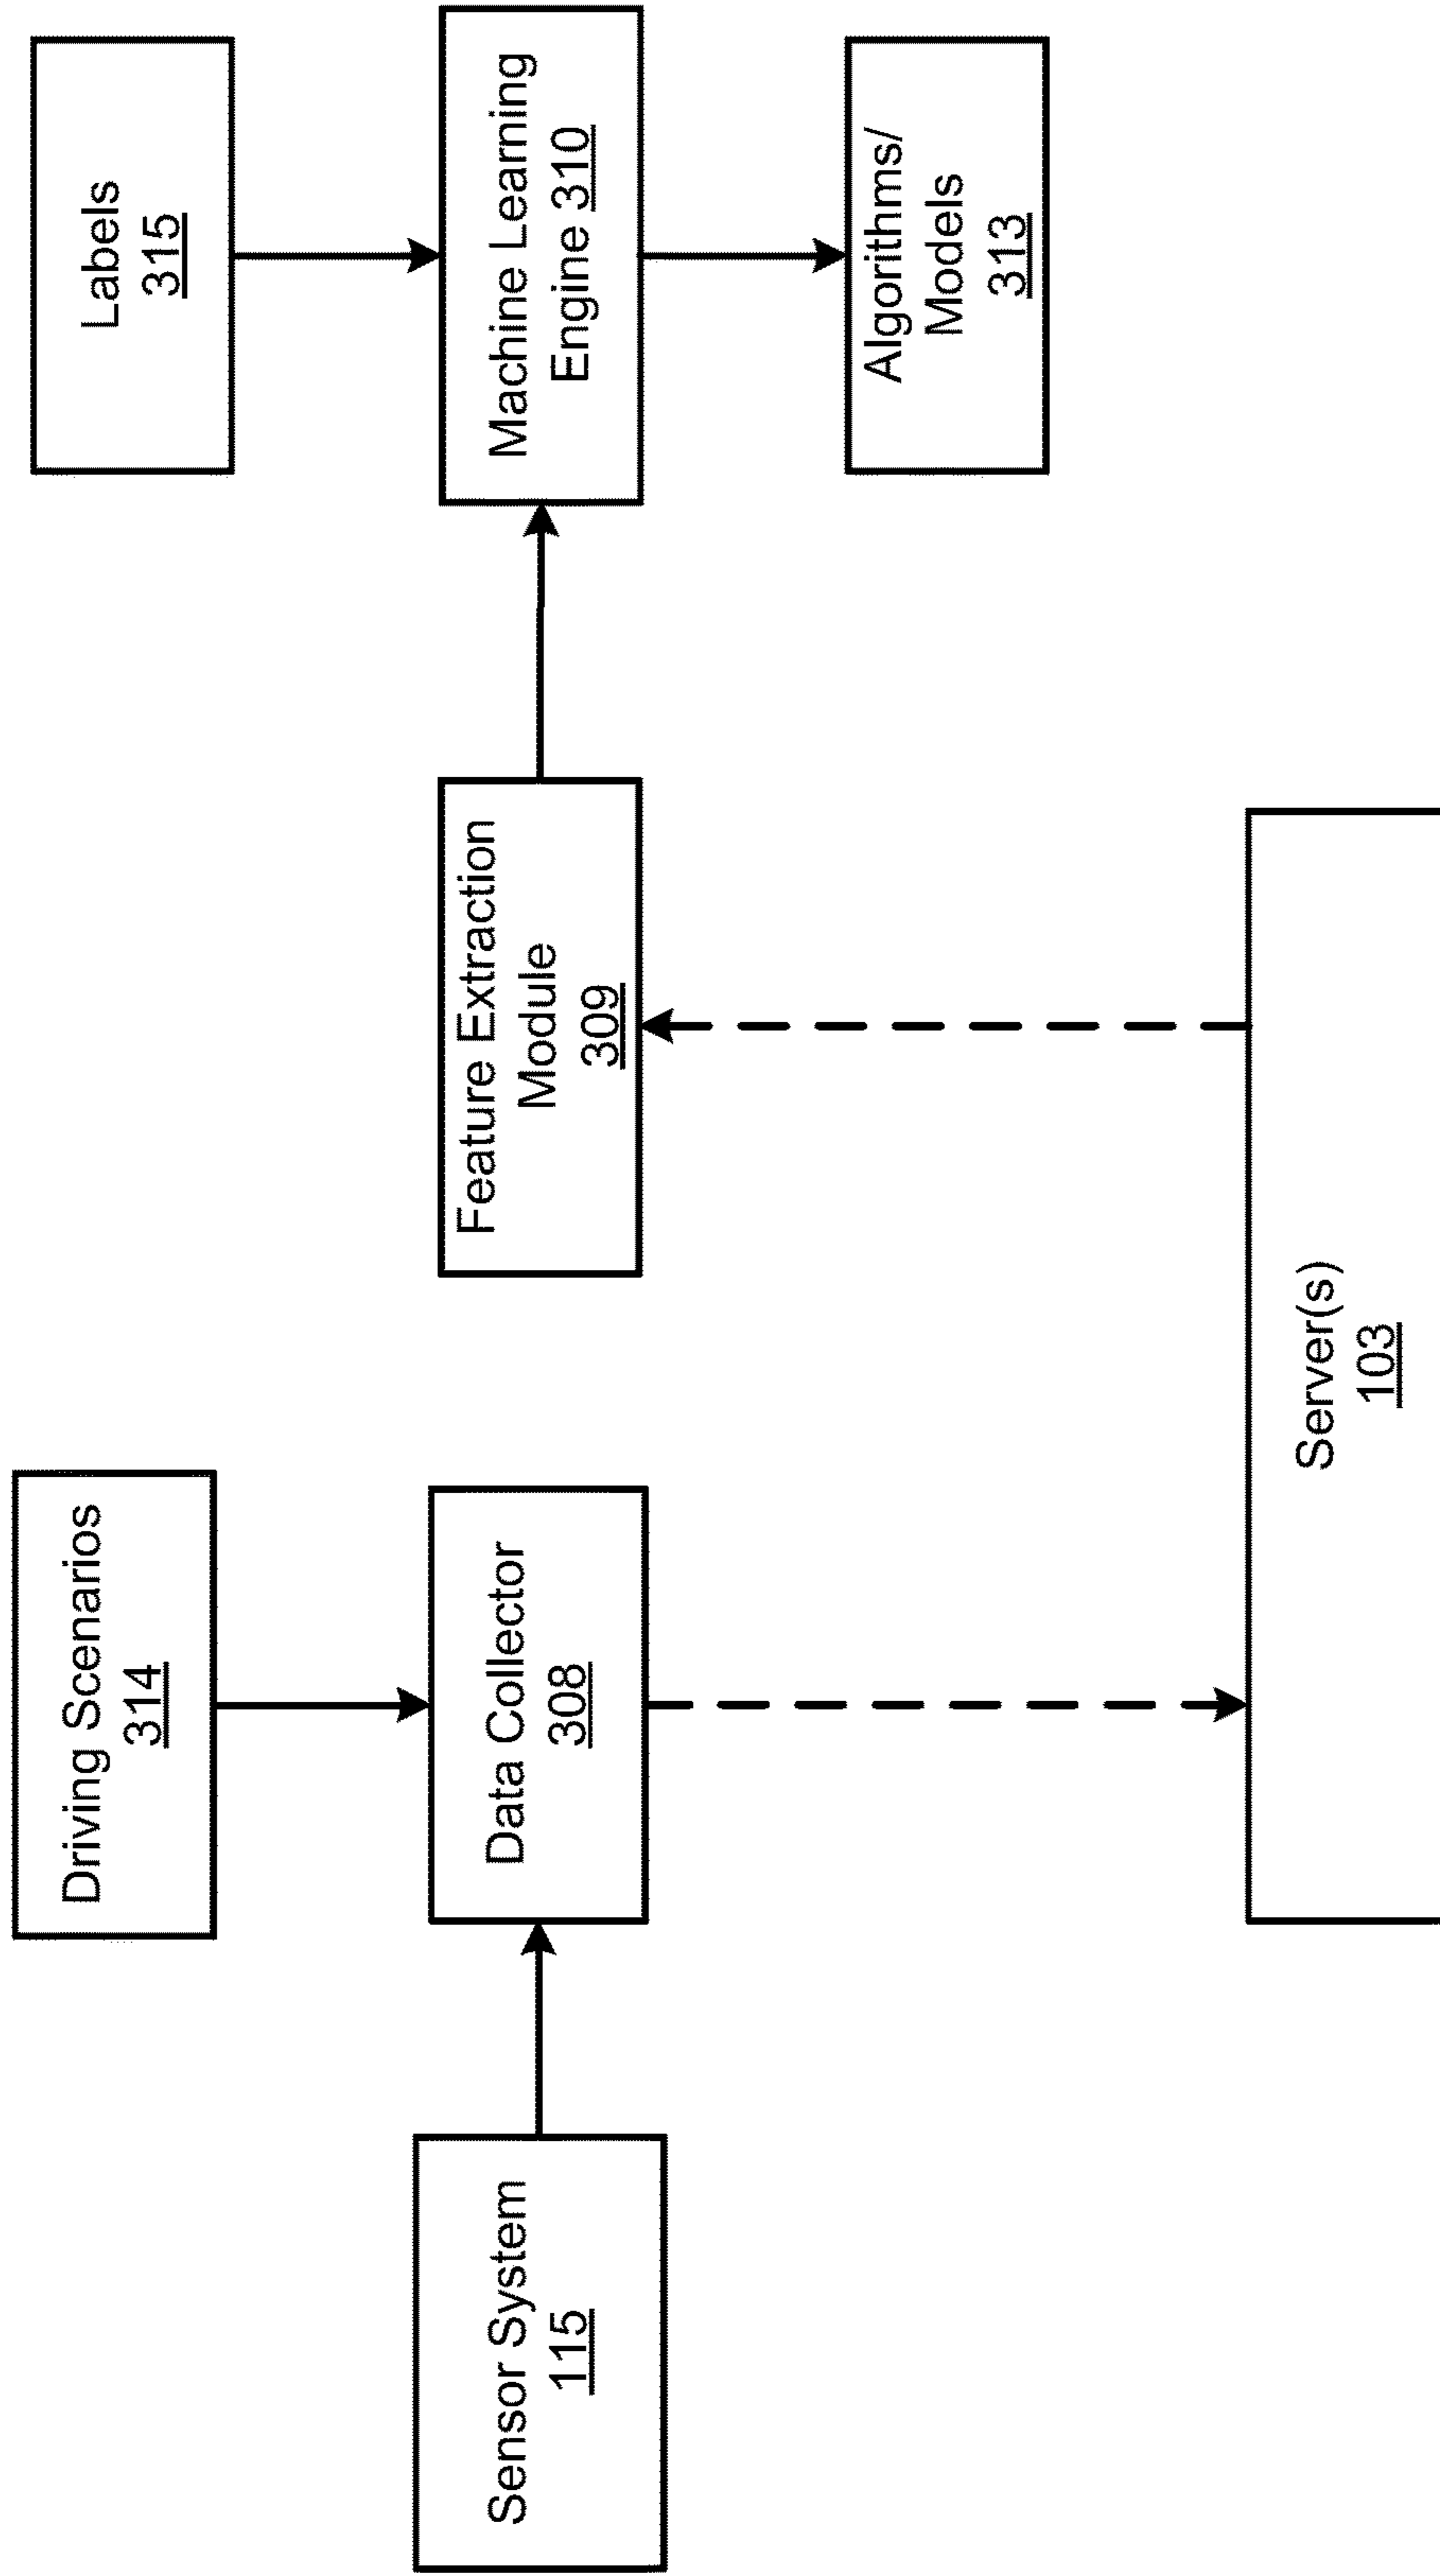 Driving Scenarios
314
Labels
315
Sensor System
115
Data Collector
308
Feature Extraction
Module
309
Machine Learning
Engine 310
Algorithms/
Models
313
Server(s)
103